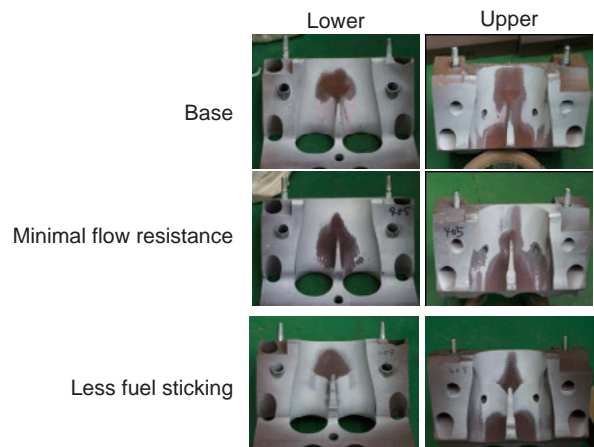 Lower Upper
Base
Minimal flow resistance
405
405
Less fuel sticking